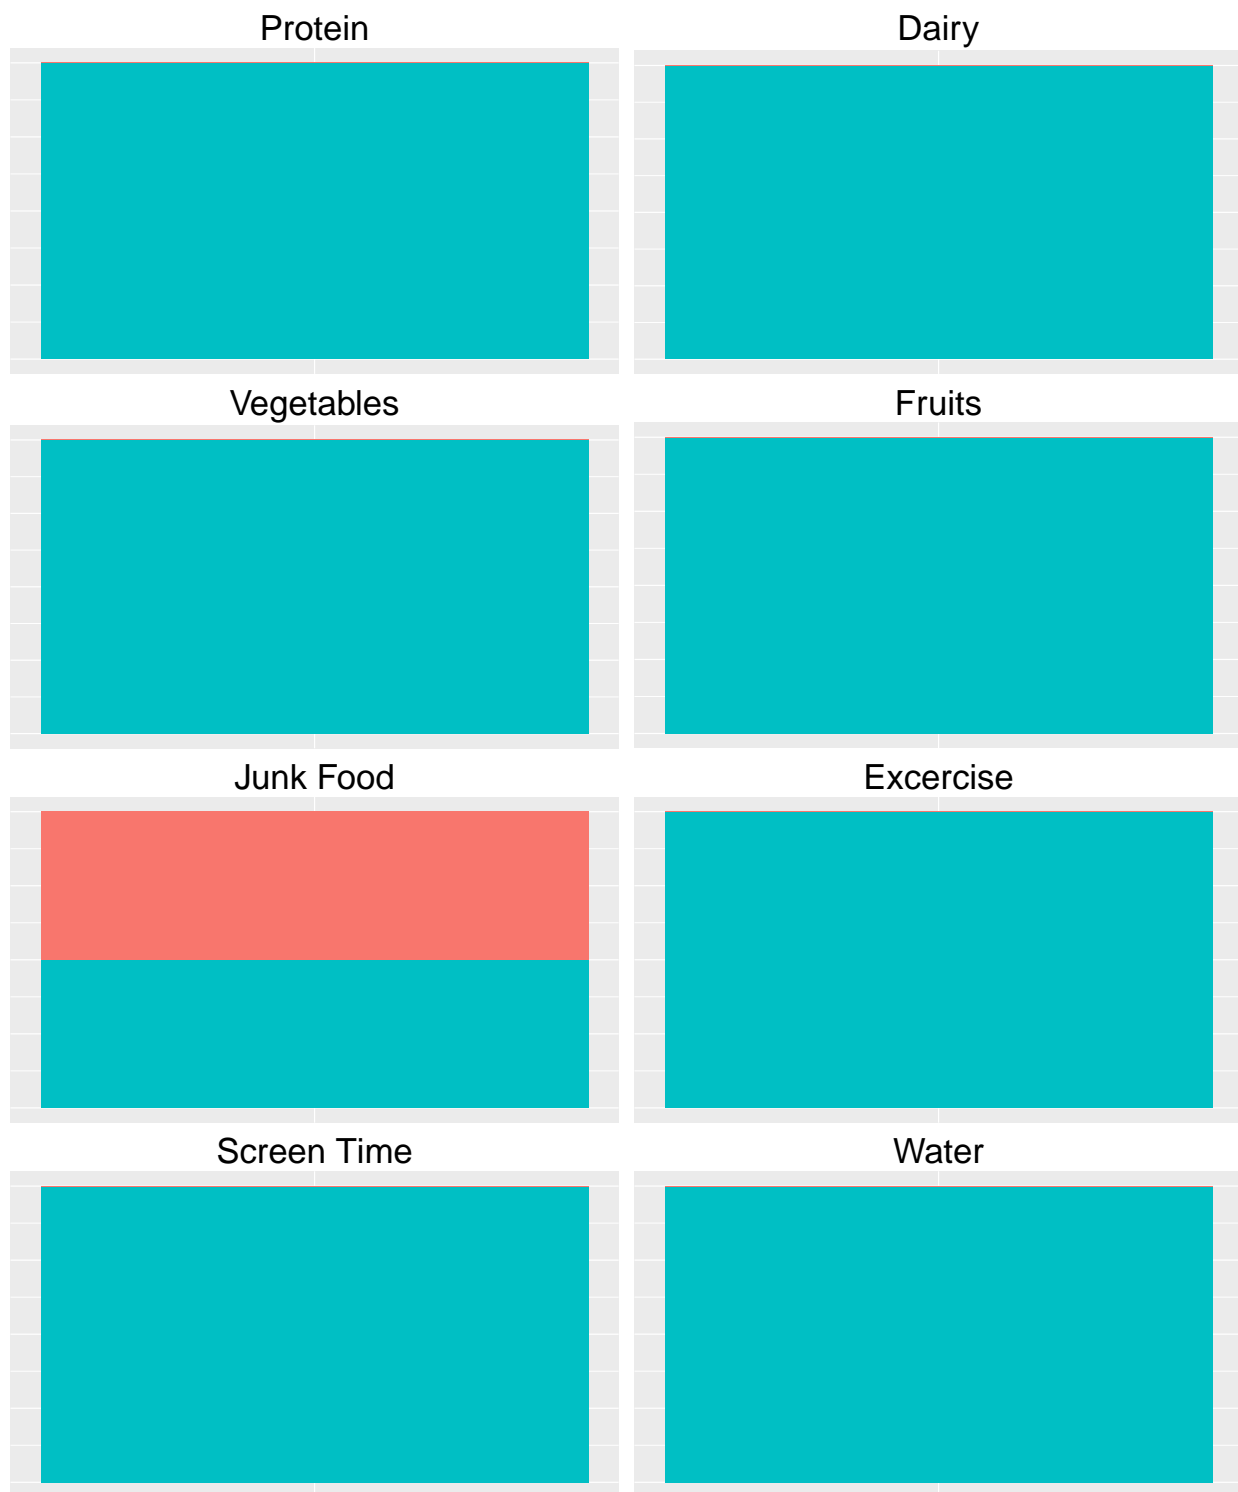 Protein
Dairy
Vegetables
Fruits
Junk Food
Excercise
Screen Time
Water